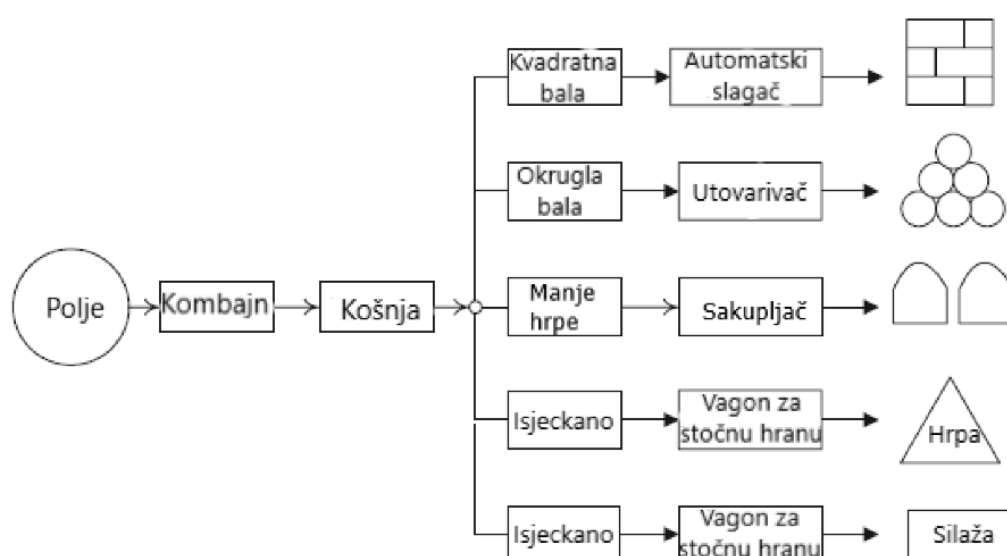 Polje
Kombajn
Košnja
Kvadratna
bala
Automatski
slagač
Okrugla
bala
Utovarivač
Manje
hrpe
Sakupljač
Isjeckano
Vagon za
stočnu hranu
Hrpa
Isjeckano
Vagon za
stočnu hranu
Silaža